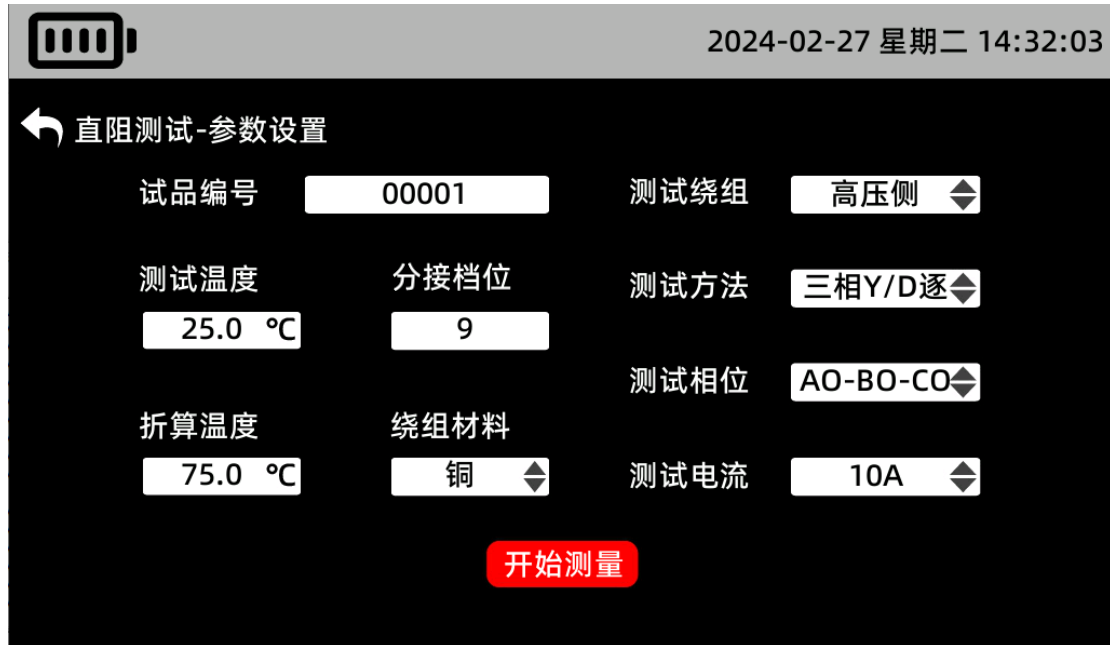 2024-02-27 星期二 14:32:03
直阻测试-参数设置
试品编号 00001 测试绕组 高压侧
测试温度 分接档位 测试方法 三相Y/D逐
25.0 ℃ 9
测试相位 AO-BO-CO
折算温度 绕组材料
75.0 ℃ 铜 测试电流 10A
开始测量